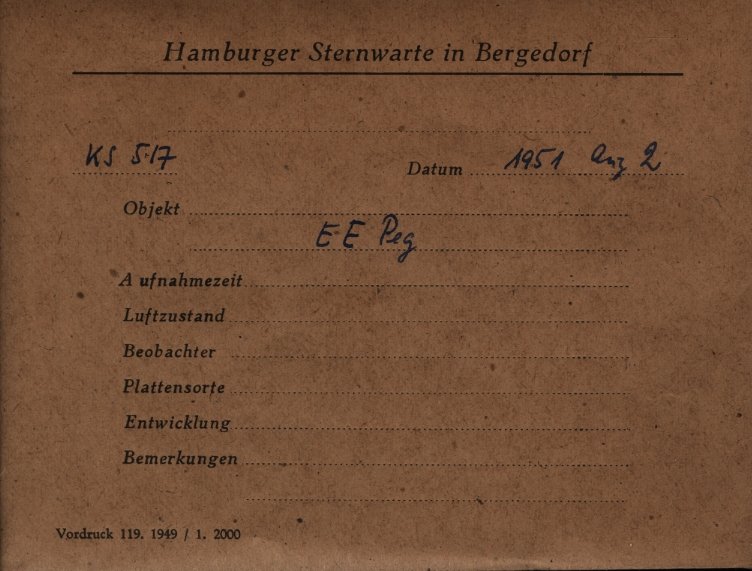 Hamburger Sternwarte in Bergedorf
KS 517 Datum 1951 Aug 2
Objekt
EE Peg
A ufnahmezeit
Luftzustand
Beobachter
Plattensorte
Entwicklung
Bemerkungen
Vordruck 119. 1949 / 1. 2000